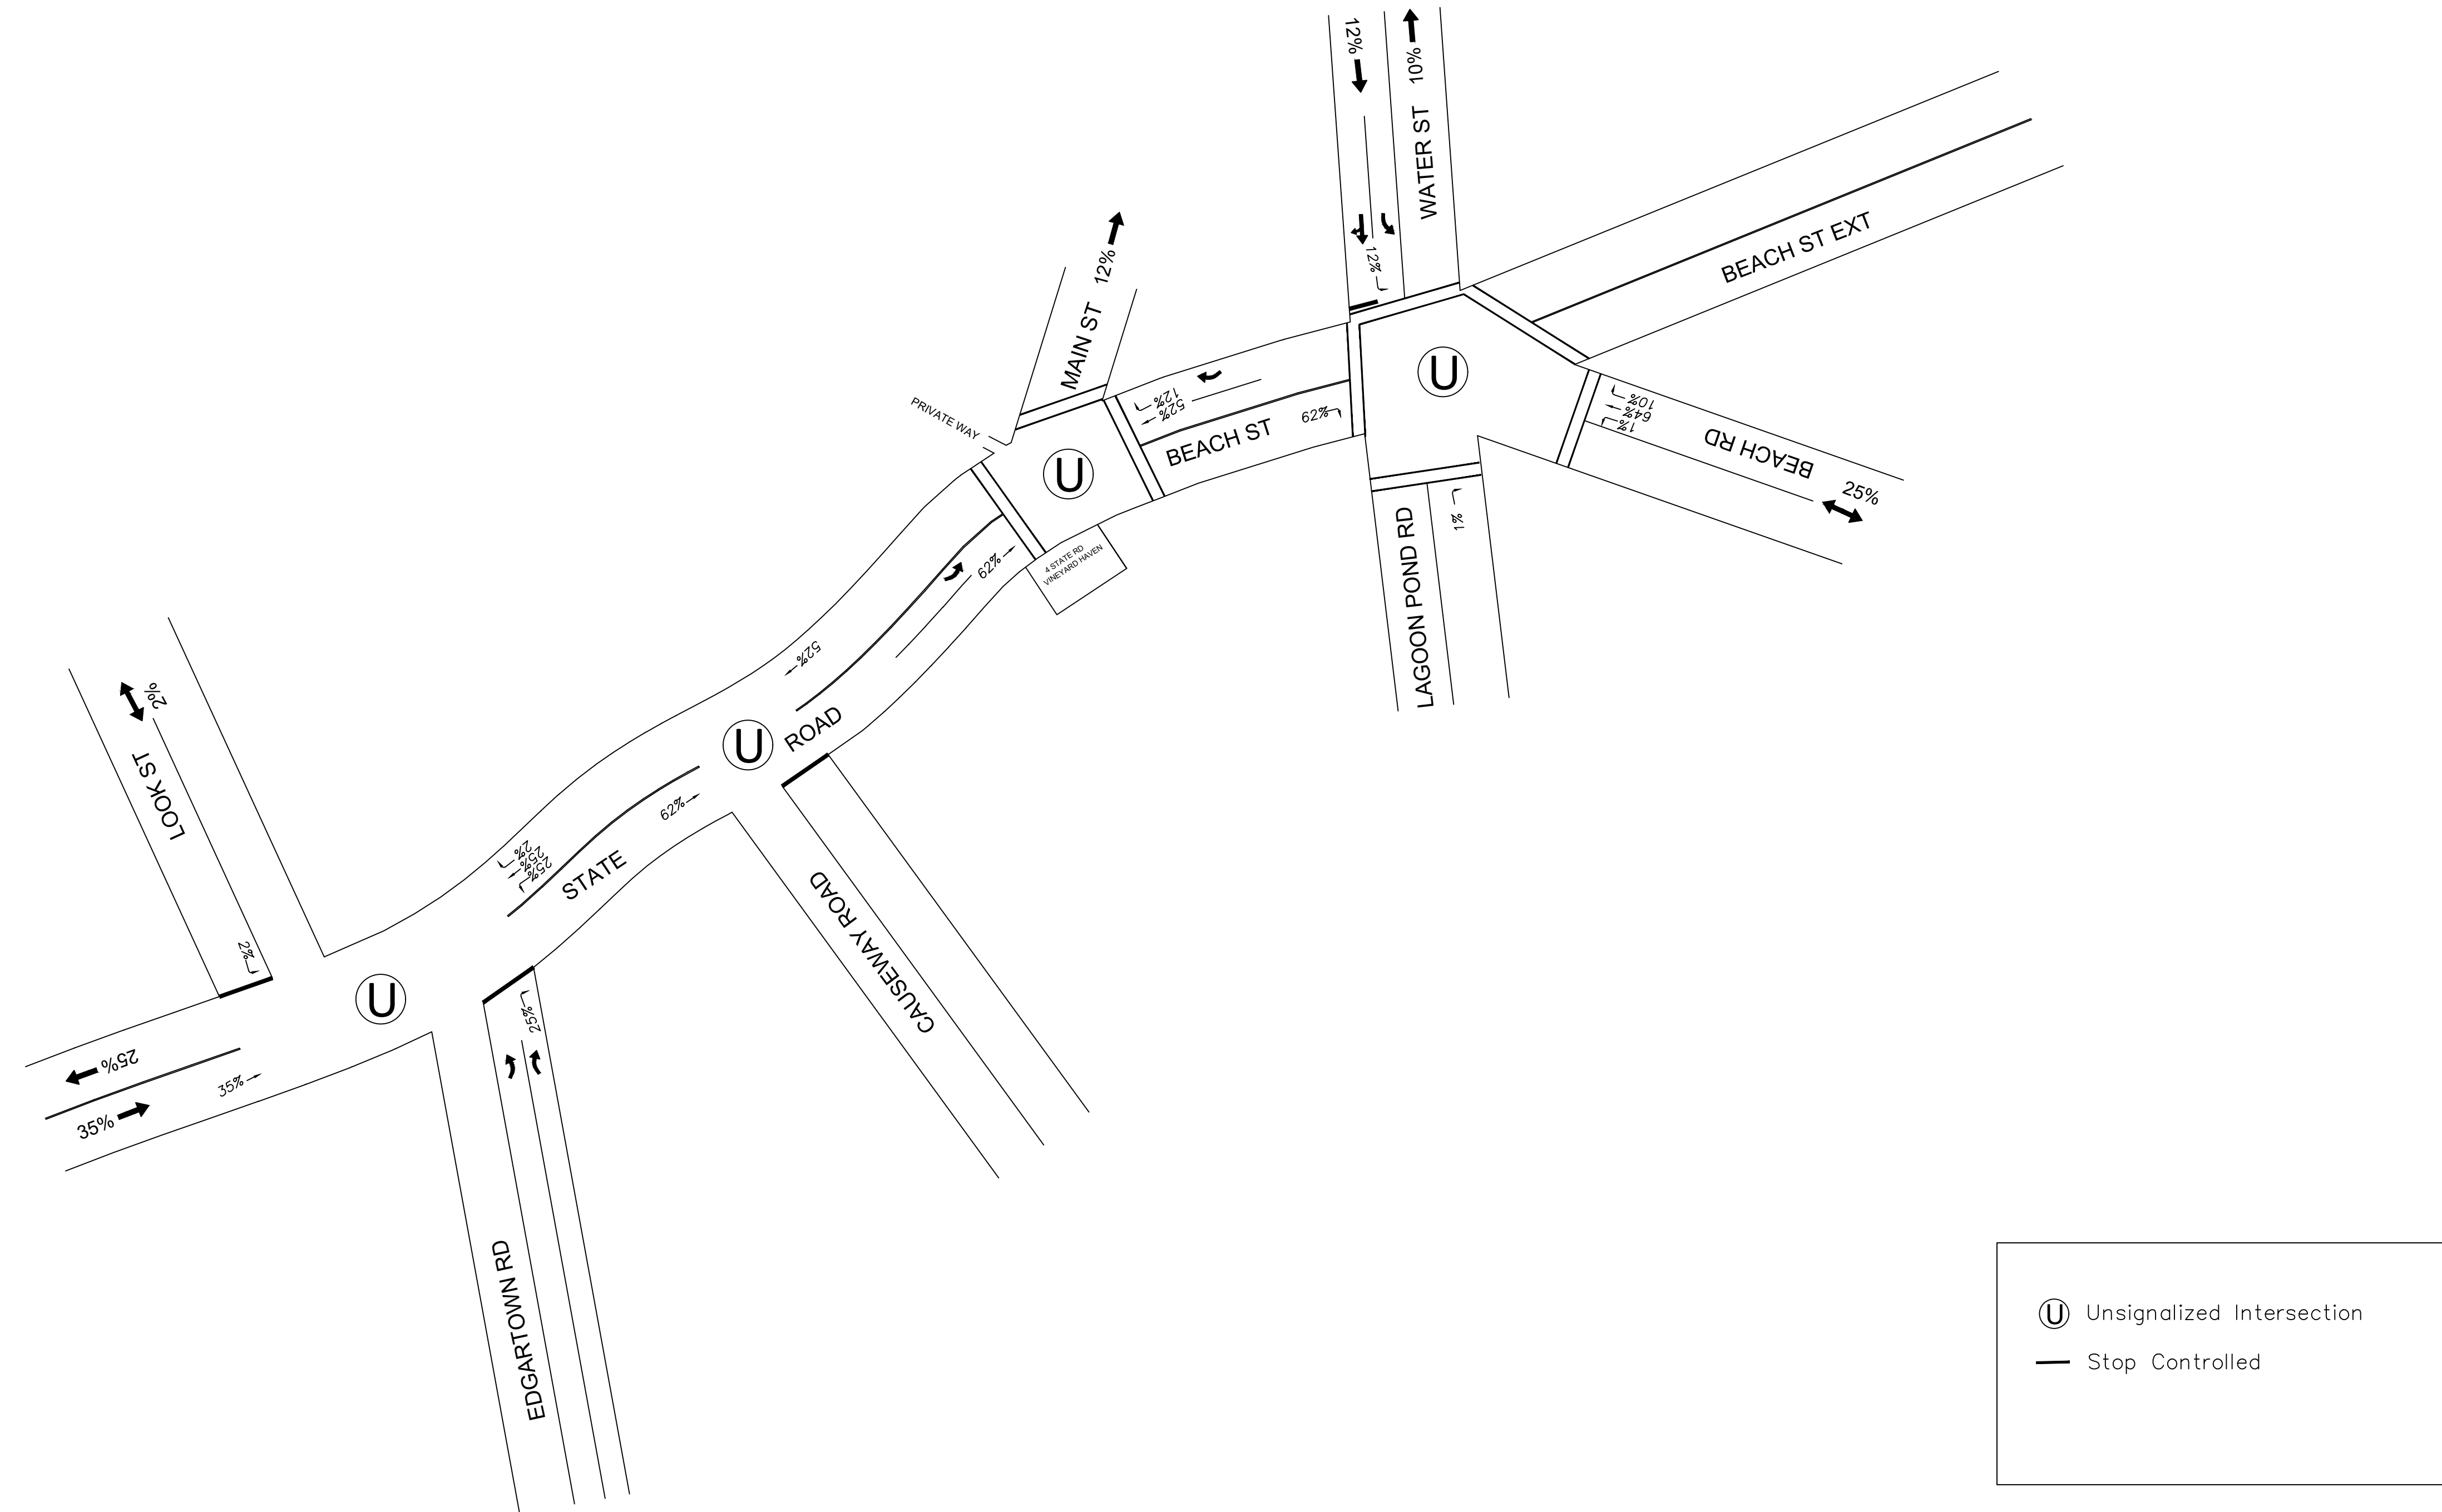 12%
10%
WATER ST
12%
BEACH ST EXT
12%
MAIN ST
PRIVATE WAY
12%
52%
62%
BEACH ST
U
U
10%
64%
1%
BEACH RD
25%
1%
LAGOON POND RD
62%
4 STATE RD
VINEYARD HAVEN
52%
U
ROAD
62%
STATE
2%
25%
25%
CAUSEWAY ROAD
2%
LOOK ST
2%
U
25%
35%
35%
25%
EDGARTOWN RD
U Unsignalized Intersection
Stop Controlled